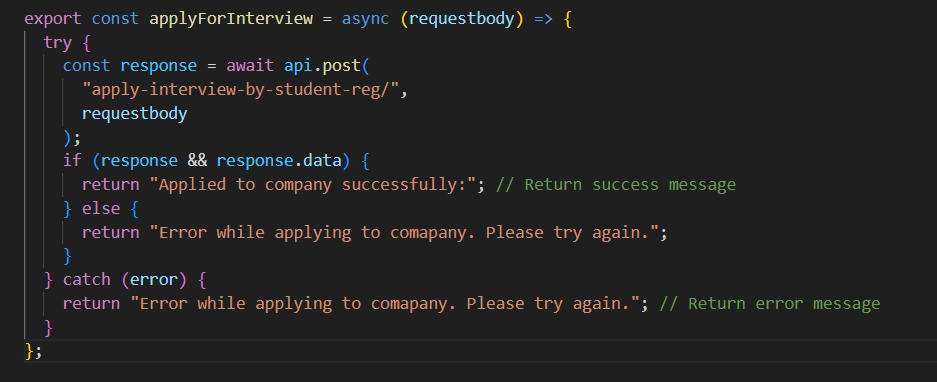 export const applyForInterview = async (requestbody) => {
  try {
    const response = await api.post(
      "apply-interview-by-student-reg/",
      requestbody
    );
    if (response && response.data) {
      return "Applied to company successfully:"; // Return success message
    } else {
      return "Error while applying to comapany. Please try again.";
    }
  } catch (error) {
    return "Error while applying to comapany. Please try again."; // Return error message
  }
};